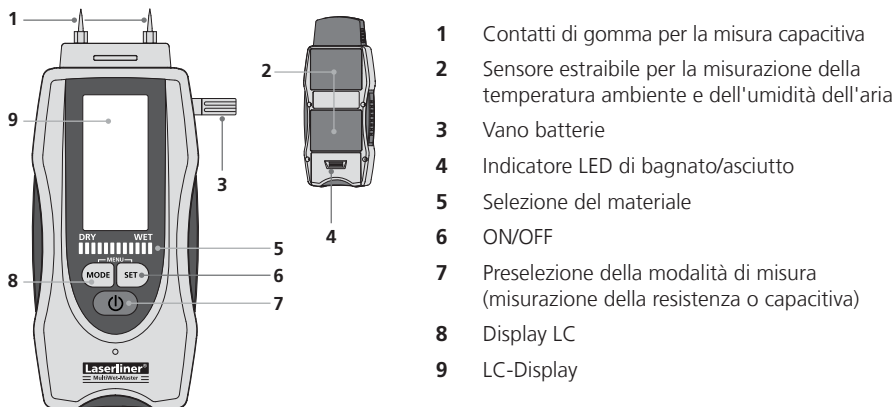 1
2
9
3
4
DRY WET
5
MENU
MODE SET
6
8
7
Laserliner®
MultiWet-Master
1 Contatti di gomma per la misura capacitiva
2 Sensore estraibile per la misurazione della
temperatura ambiente e dell'umidità dell'aria
3 Vano batterie
4 Indicatore LED di bagnato/asciutto
5 Selezione del materiale
6 ON/OFF
7 Preselezione della modalità di misura
(misurazione della resistenza o capacitiva)
8 Display LC
9 LC-Display